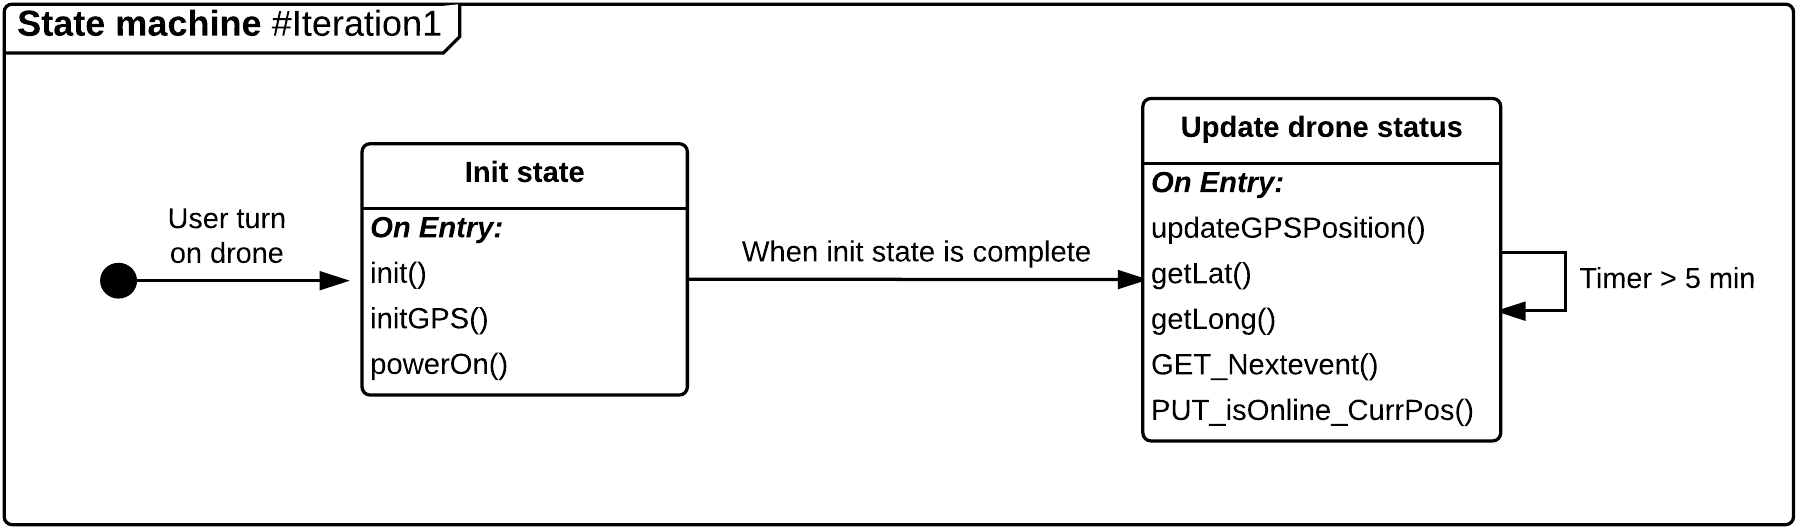 State machine #Iteration1
User turn
on drone
Init state
On Entry:
init()
initGPS()
powerOn()
When init state is complete
Update drone status
On Entry:
updateGPSPosition()
getLat()
getLong()
GET_Nextevent()
PUT_isOnline_CurrPos()
Timer > 5 min